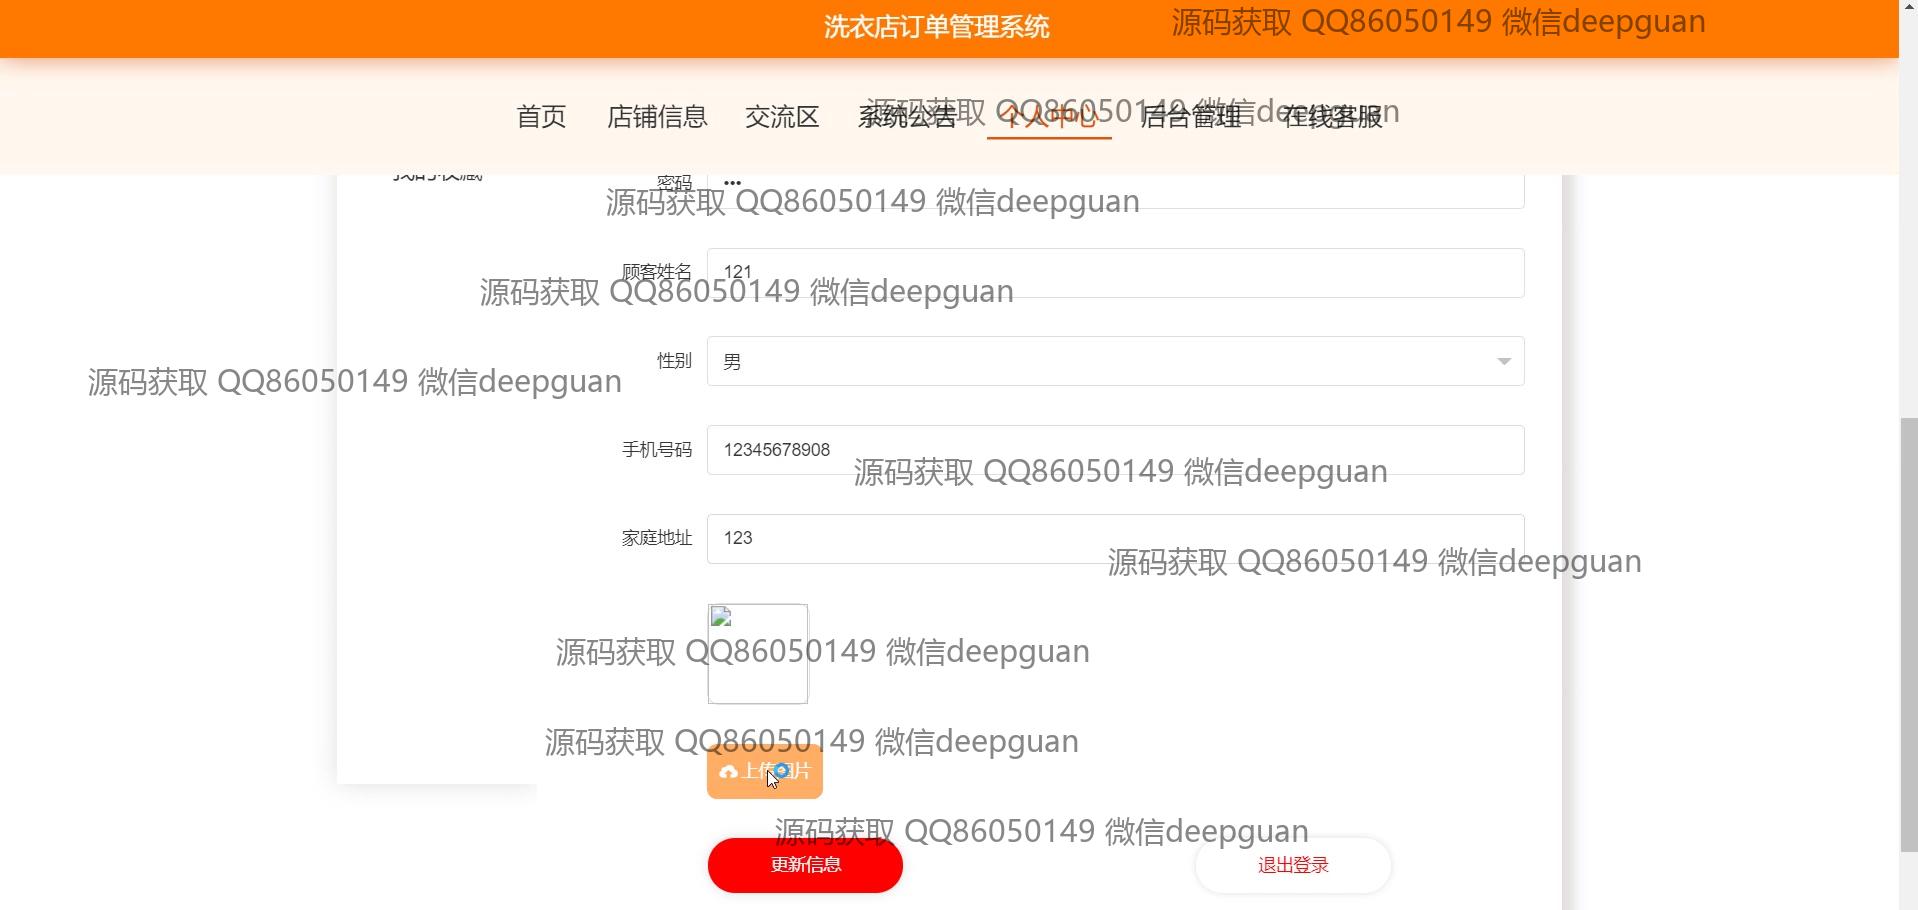 洗衣店订单管理系统
源码获取 QQ86050149 微信deepguan
首页 店铺信息 交流区 系统公告 个人中心 后台管理 在线客服
源码获取 QQ86050149 微信deepguan
我的收藏
密码 •••
源码获取 QQ86050149 微信deepguan
顾客姓名 121
源码获取 QQ86050149 微信deepguan
性别 男
源码获取 QQ86050149 微信deepguan
手机号码 12345678908
源码获取 QQ86050149 微信deepguan
家庭地址 123
源码获取 QQ86050149 微信deepguan
源码获取 QQ86050149 微信deepguan
源码获取 QQ86050149 微信deepguan
上传图片
源码获取 QQ86050149 微信deepguan
更新信息 退出登录